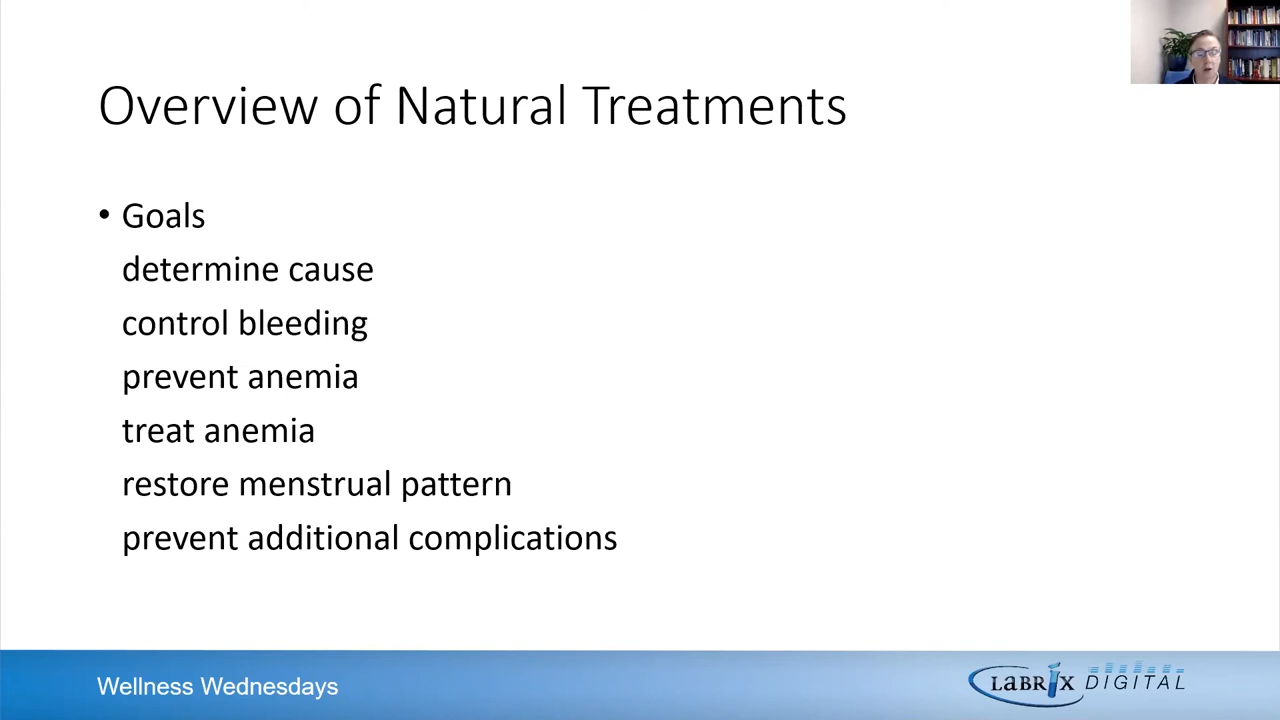 Overview of Natural Treatments
• Goals
determine cause
control bleeding
prevent anemia
treat anemia
restore menstrual pattern
prevent additional complications
Wellness Wednesdays
LABRIX DIGITAL